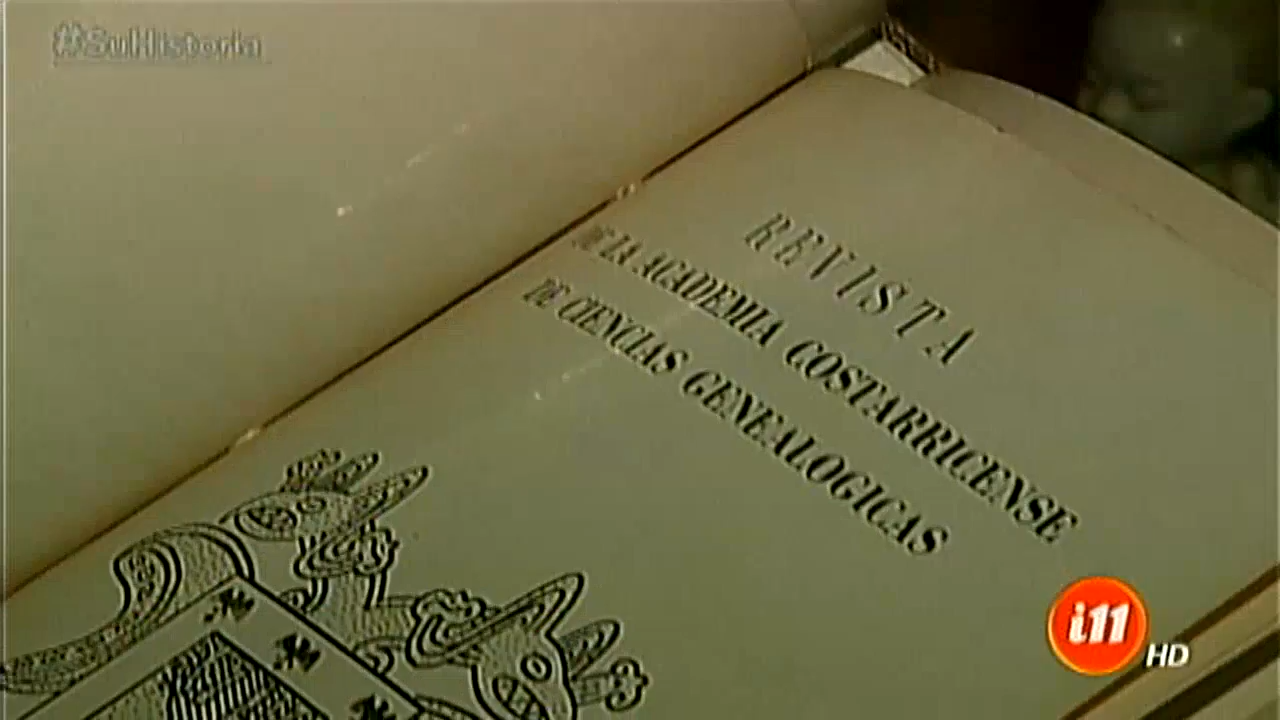 #SuHistoria
REVISTA
DE LA ACADEMIA COSTARRICENSE
DE CIENCIAS GENEALOGICAS
i11
HD